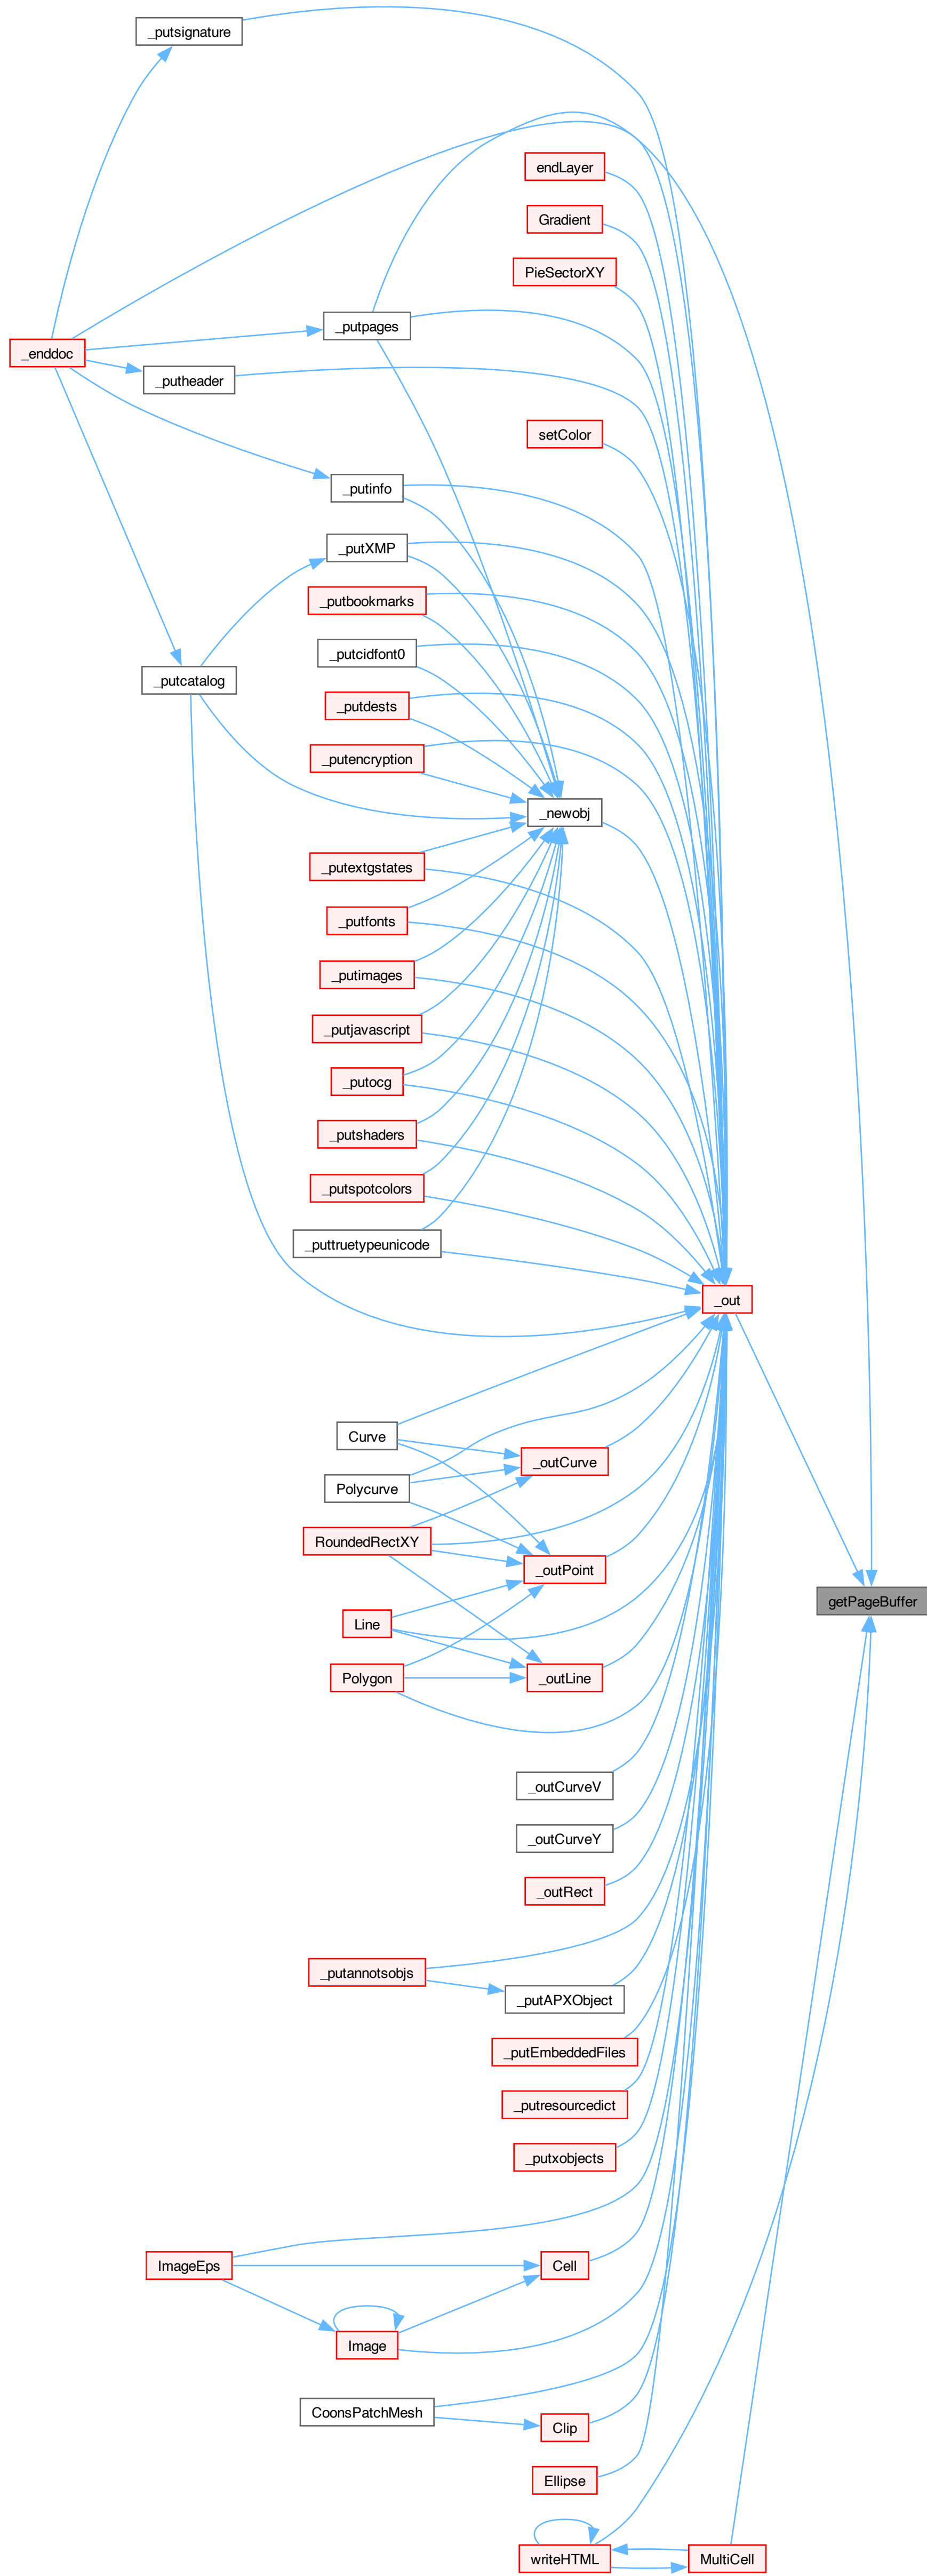 _putsignature
endLayer
Gradient
PieSectorXY
_putpages
_enddoc
_putheader
setColor
_putinfo
_putXMP
_putbookmarks
_putcidfont0
_putcatalog
_putdests
_putencryption
_newobj
_putextgstates
_putfonts
_putimages
_putjavascript
_putocg
_putshaders
_putspotcolors
_puttruetypeunicode
_out
Curve
_outCurve
Polycurve
RoundedRectXY
_outPoint
getPageBuffer
Line
Polygon
_outLine
_outCurveV
_outCurveY
_outRect
_putannotsobjs
_putAPXObject
_putEmbeddedFiles
_putresourcedict
_putxobjects
ImageEps
Cell
Image
CoonsPatchMesh
Clip
Ellipse
writeHTML
MultiCell